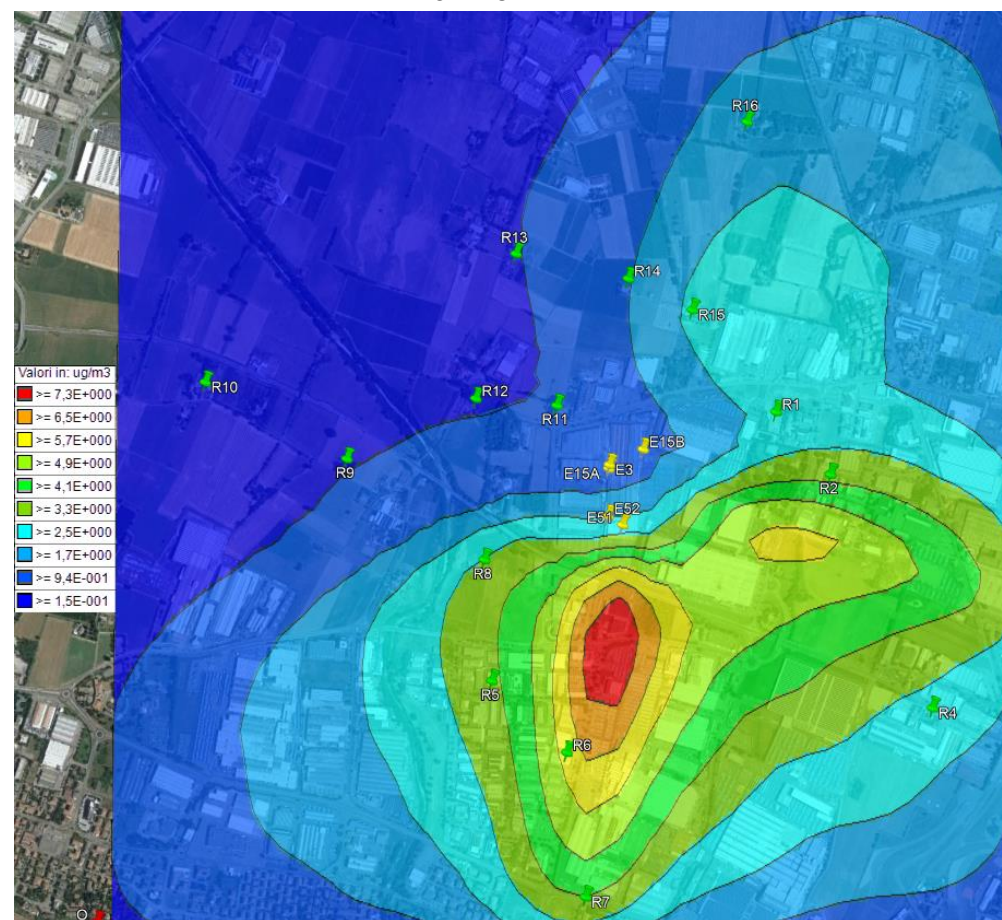 R16
R13
R14
R15
Valori in: ug/m3
>= 7,3E+000
>= 6,5E+000
>= 5,7E+000
>= 4,9E+000
>= 4,1E+000
>= 3,3E+000
>= 2,5E+000
>= 1,7E+000
>= 9,4E-001
>= 1,5E-001
R10
R12
R11
R1
R9
E15B
E15A
E3
R2
E51
E52
R8
R5
R4
R6
R7
O